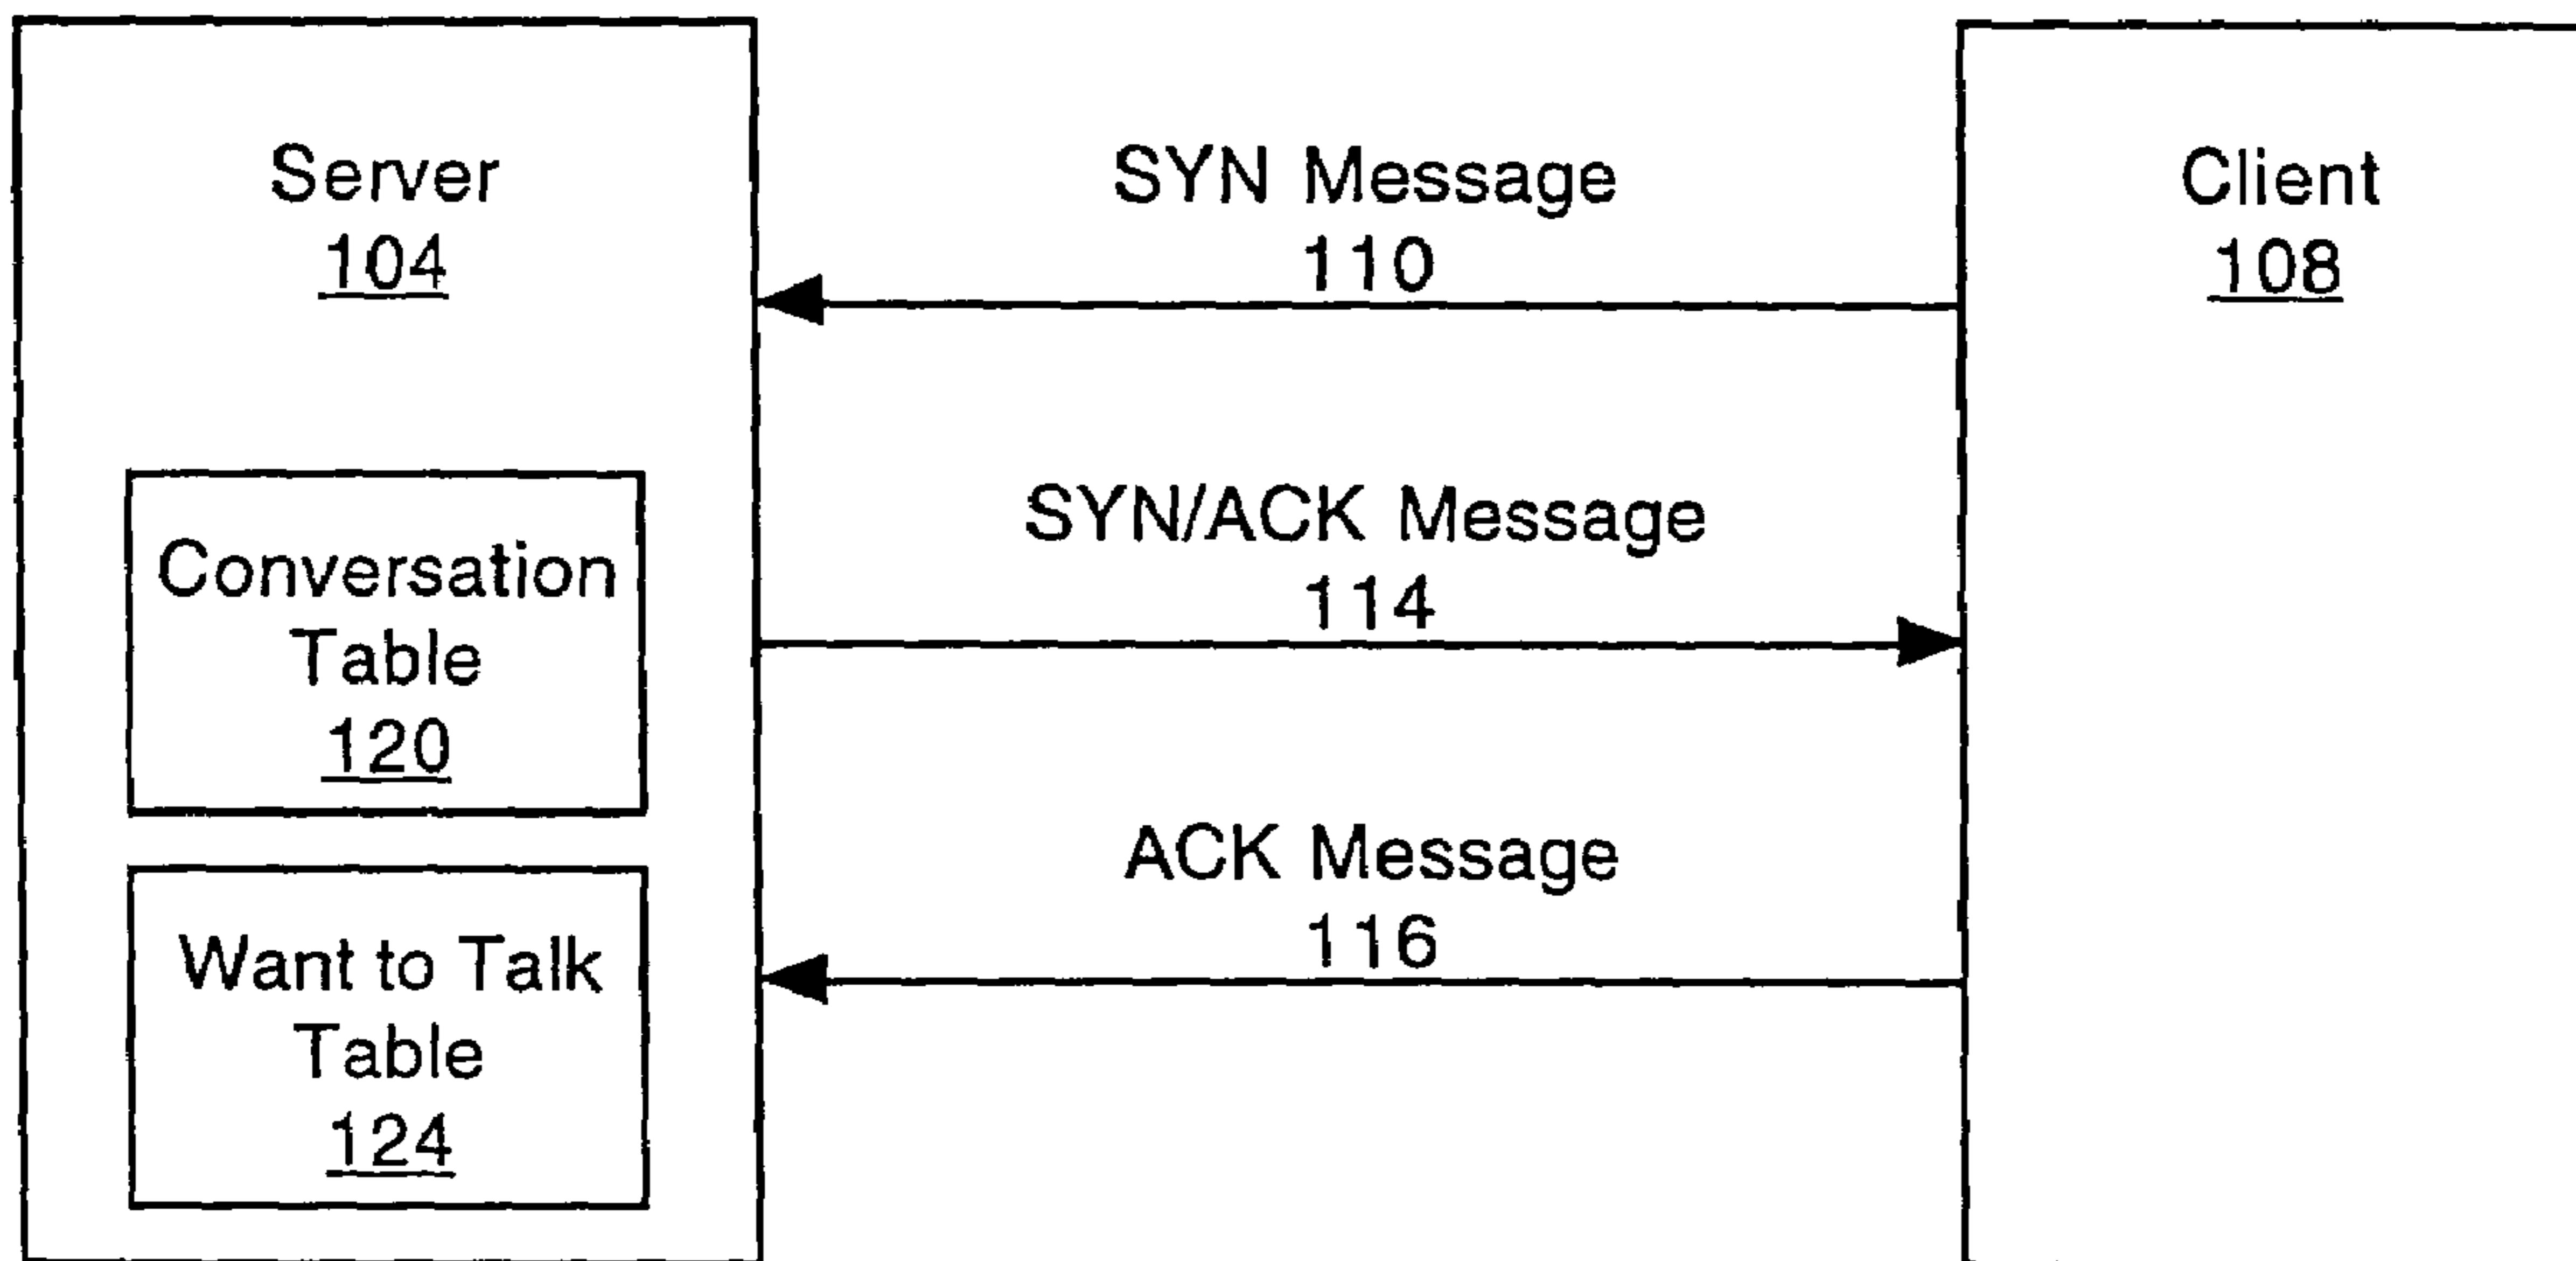 Server
104
Conversation
Table
120
Want to Talk
Table
124
SYN Message
110
SYN/ACK Message
114
ACK Message
116
Client
108